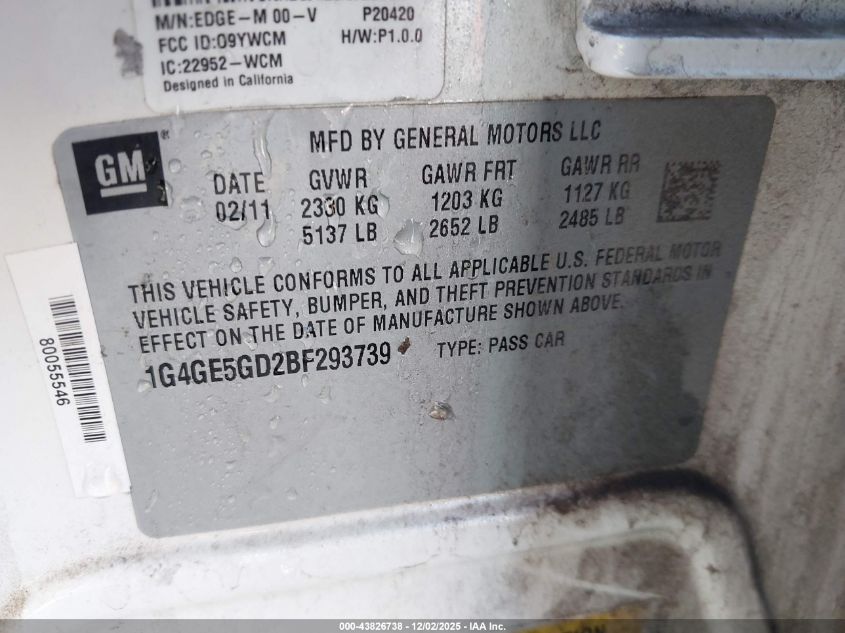 M/N:EDGE-M 00-V P20420
FCC ID:O9YWCM H/W:P1.0.0
IC:22952-WCM
Designed in California
GM ®
MFD BY GENERAL MOTORS LLC
DATE GVWR GAWR FRT GAWR RR
02/11 2330 KG 1203 KG 1127 KG
5137 LB 2652 LB 2485 LB
THIS VEHICLE CONFORMS TO ALL APPLICABLE U.S. FEDERAL MOTOR
VEHICLE SAFETY, BUMPER, AND THEFT PREVENTION STANDARDS IN
EFFECT ON THE DATE OF MANUFACTURE SHOWN ABOVE.
1G4GE5GD2BF293739 TYPE: PASS CAR
80055546
000-43826738 - 12/02/2025 - IAA Inc.